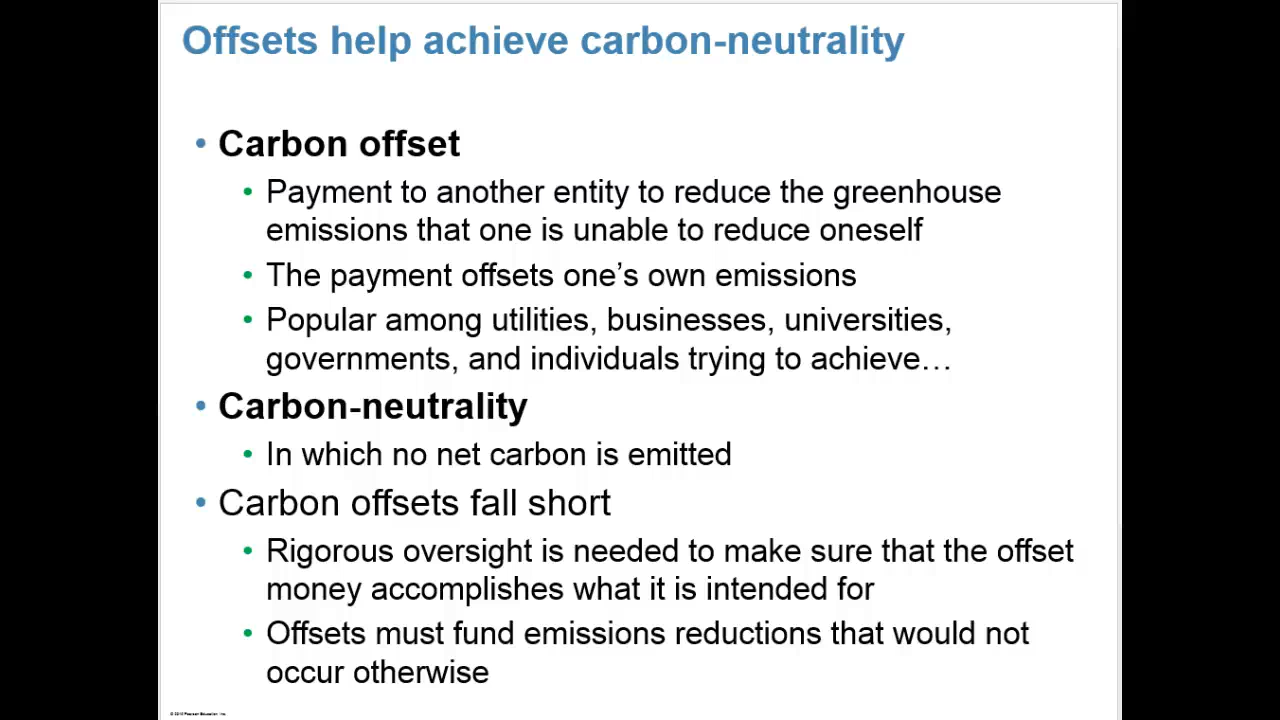 Offsets help achieve carbon-neutrality
• Carbon offset
• Payment to another entity to reduce the greenhouse
emissions that one is unable to reduce oneself
• The payment offsets one’s own emissions
• Popular among utilities, businesses, universities,
governments, and individuals trying to achieve…
• Carbon-neutrality
• In which no net carbon is emitted
• Carbon offsets fall short
• Rigorous oversight is needed to make sure that the offset
money accomplishes what it is intended for
• Offsets must fund emissions reductions that would not
occur otherwise
Pearson Education, Inc.